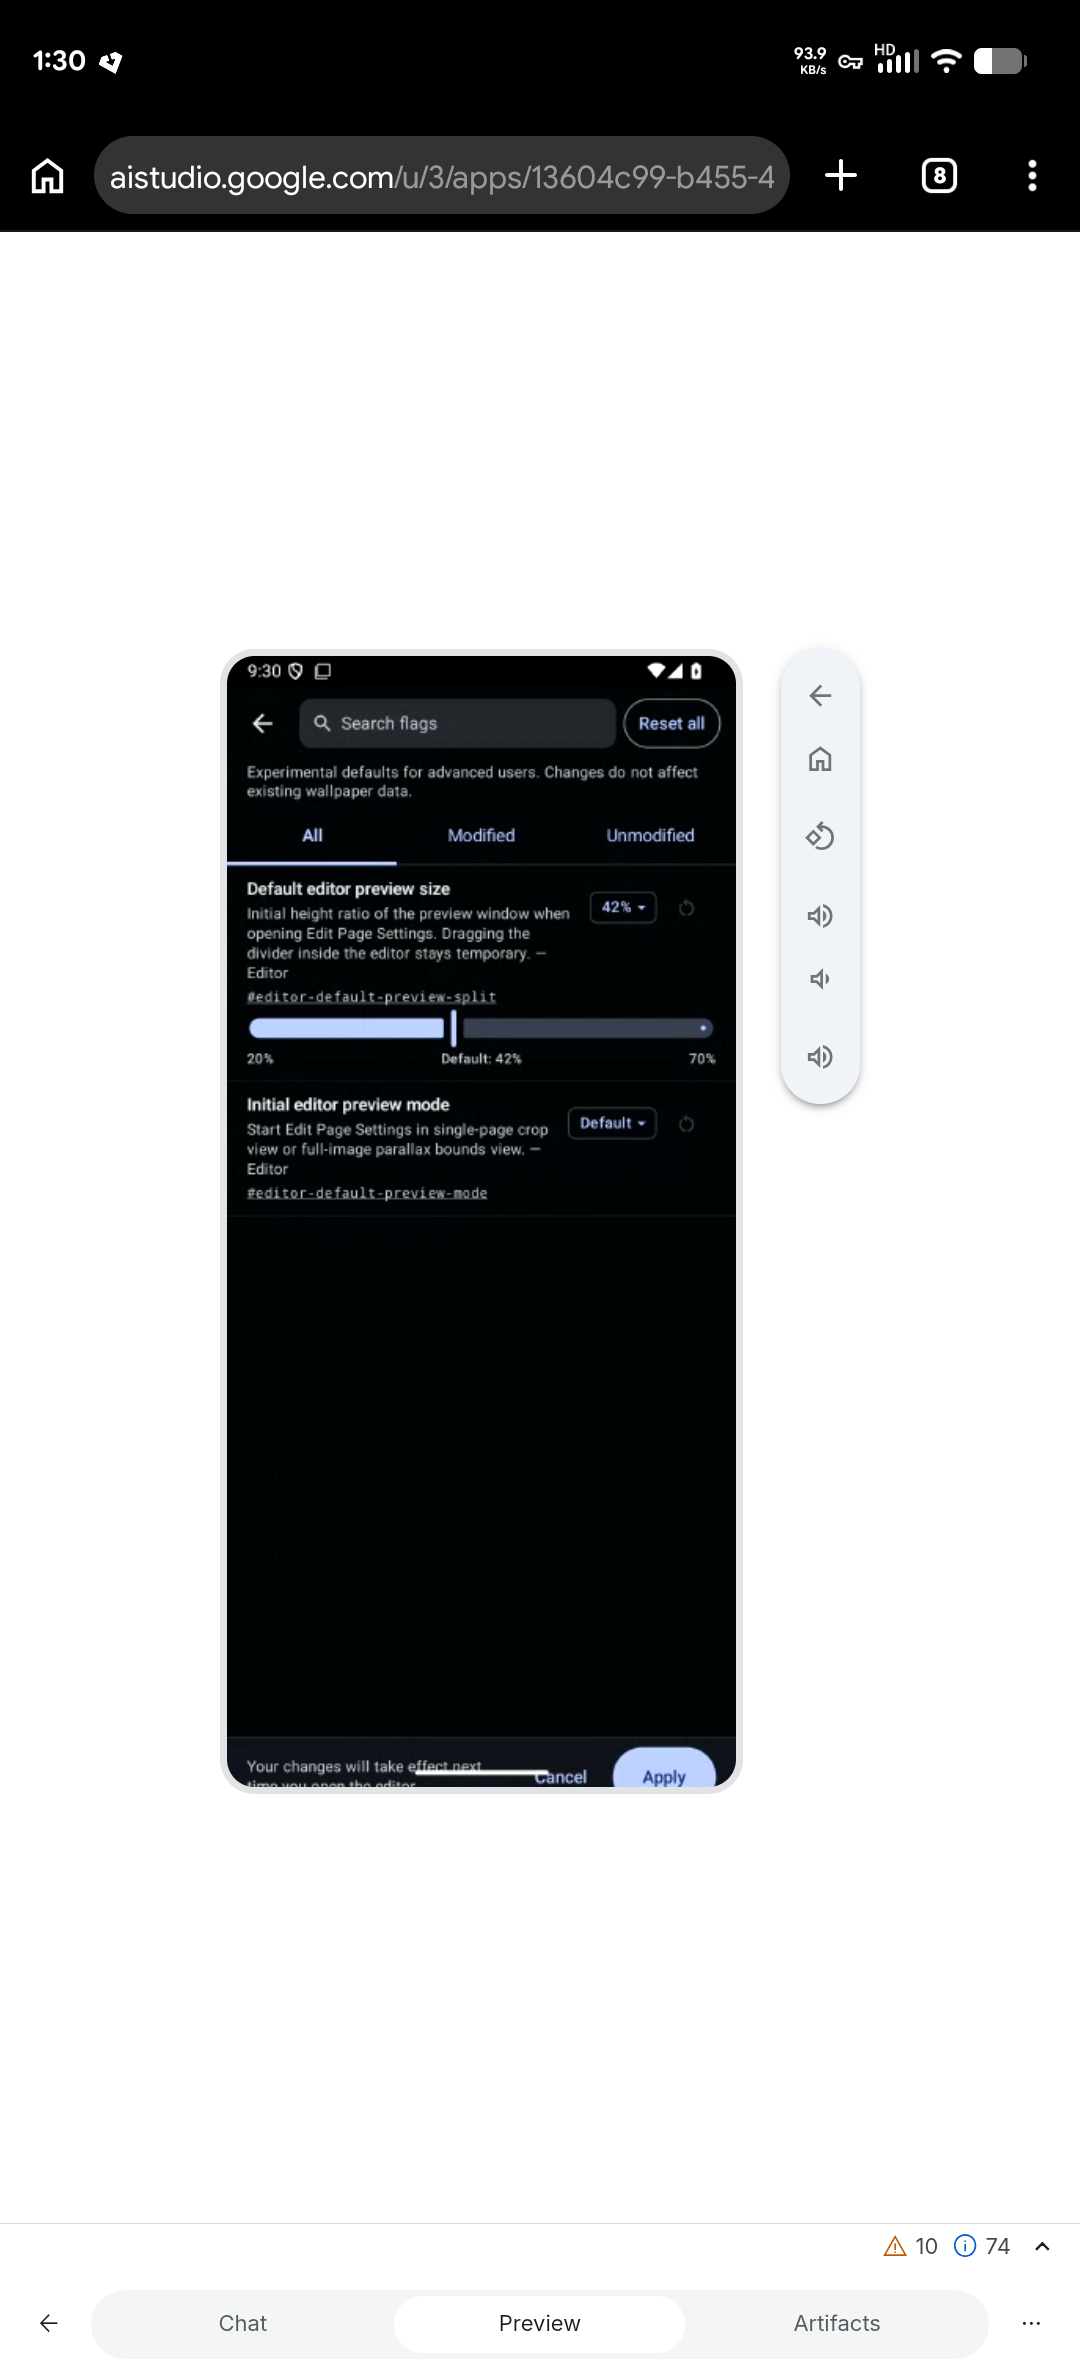 1:30
93.9
KB/s
HD
aistudio.google.com/u/3/apps/13604c99-b455-4
8
9:30
Search flags
Reset all
Experimental defaults for advanced users. Changes do not affect
existing wallpaper data.
All
Modified
Unmodified
Default editor preview size
42%
Initial height ratio of the preview window when
opening Edit Page Settings. Dragging the
divider inside the editor stays temporary. —
Editor
#editor-default-preview-split
20%
Default: 42%
70%
Initial editor preview mode
Default
Start Edit Page Settings in single-page crop
view or full-image parallax bounds view. —
Editor
#editor-default-preview-mode
Your changes will take effect next
time you open the editor
Cancel
Apply
10
74
Chat
Preview
Artifacts